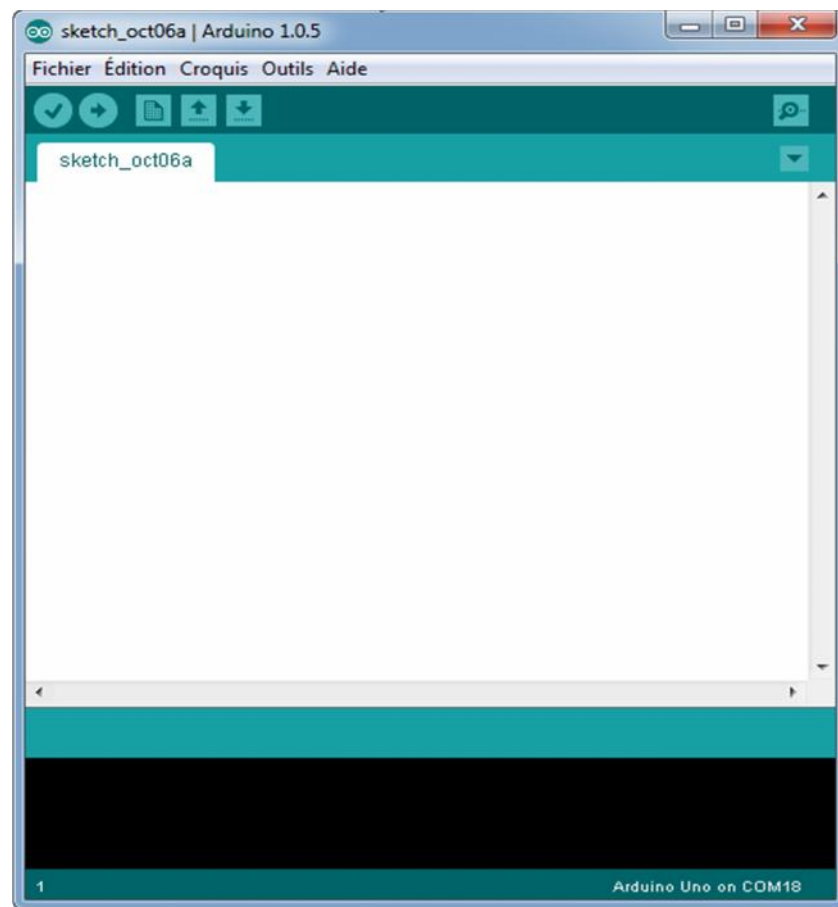 sketch_oct06a | Arduino 1.0.5
Fichier Édition Croquis Outils Aide
sketch_oct06a
1 Arduino Uno on COM18